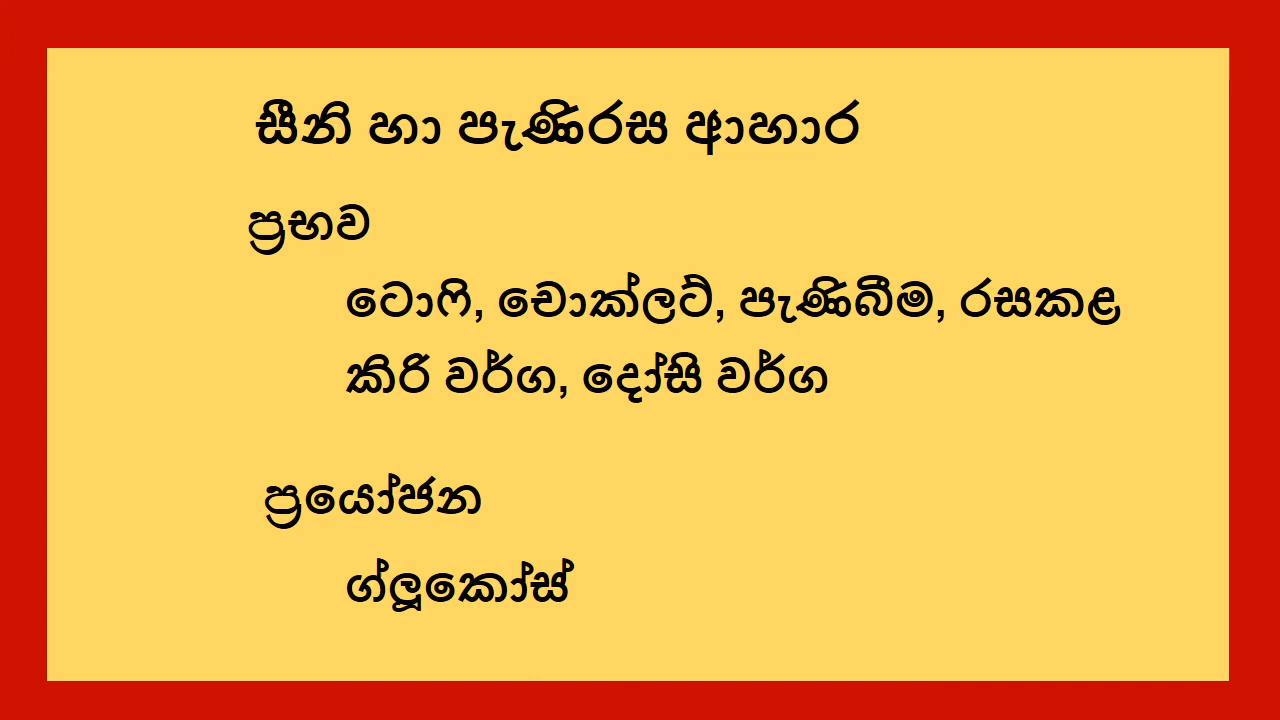 සීනි හා පැණිරස ආහාර
ප්‍රභව
ටොෆි, චොක්ලට්, පැණිබීම, රසකළ
කිරි වර්ග, දෝසි වර්ග
ප්‍රයෝජන
ග්ලූකෝස්